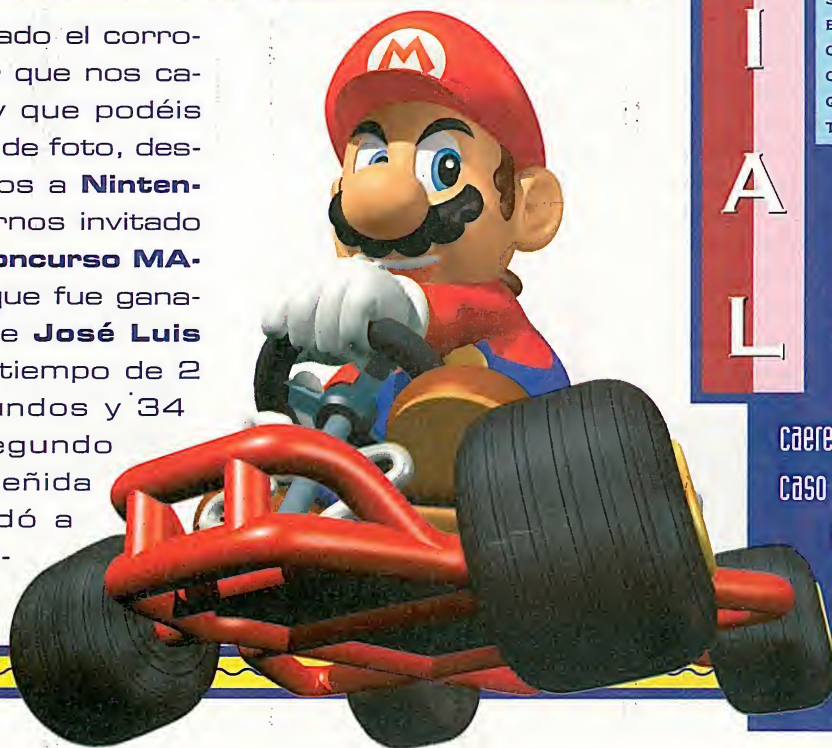 ado el corro-
que nos ca-
y que podéis
de foto, des-
os a Ninten-
rnos invitado
oncurso MA-
que fue gana-
e José Luis
tiempo de 2
undos y 34
egundo
eñida
dó a
-
M
I
A
L
caere
caso